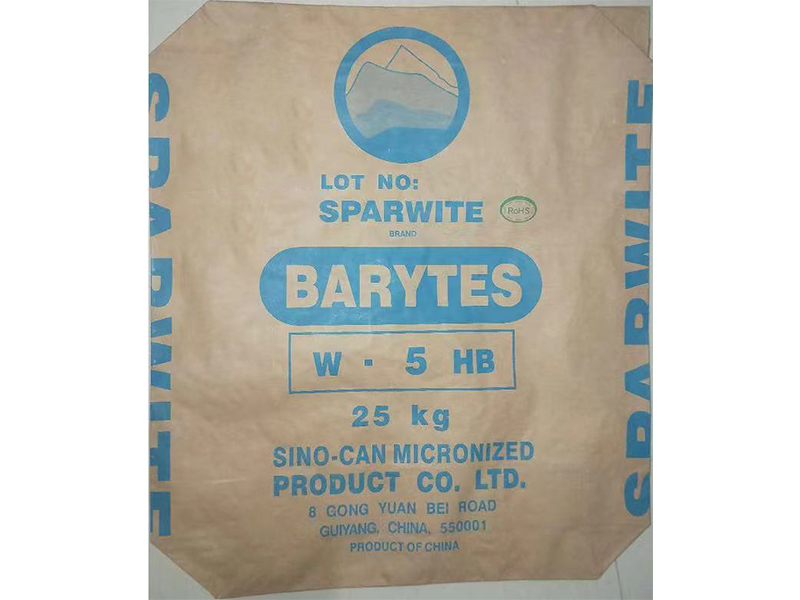 LOT NO:
SPARWITE
RoHS
BRAND
BARYTES
W - 5 HB
25 kg
SINO-CAN MICRONIZED
PRODUCT CO. LTD.
8 GONG YUAN BEI ROAD
GUIYANG, CHINA, 550001
PRODUCT OF CHINA
SPARWITE
SPARWITE